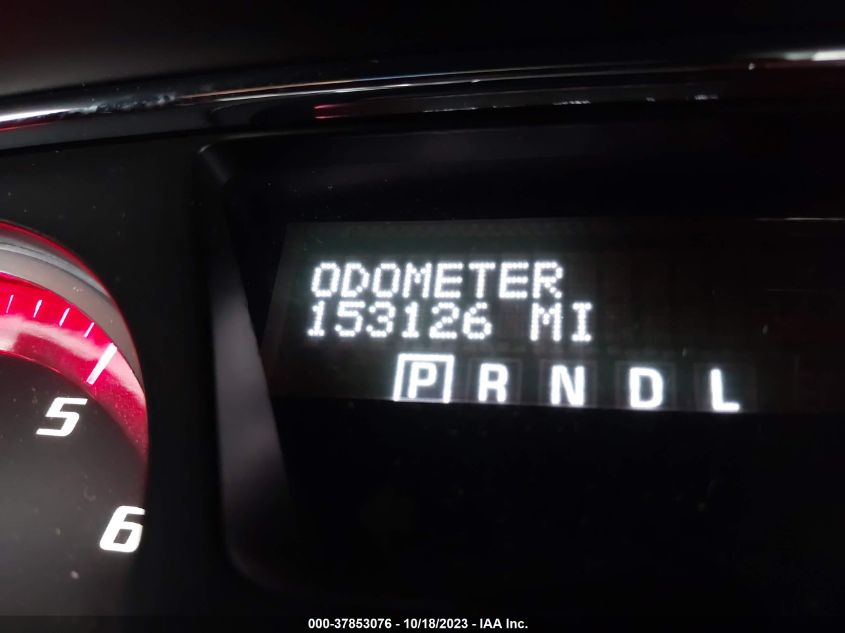 ODOMETER
153126 MI
P R N D L
5
6
000-37853076 - 10/18/2023 - IAA Inc.